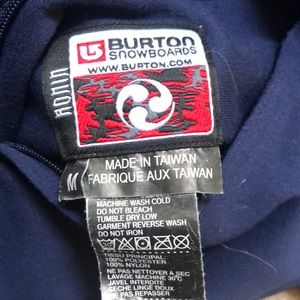 BURTON
SNOWBOARDS
WWW.BURTON.COM
RONIN
M
MADE IN TAIWAN
FABRIQUE AUX TAIWAN
MACHINE WASH COLD
DO NOT BLEACH
TUMBLE DRY LOW
GARMENT REVERSE WASH
DO NOT IRON
TISSU PRINCIPAL:
100% POLYESTER
100% NYLON
NE PAS NETTOYER A SEC
LAVAGE MACHINE 30°C
JAVEL INTERDITE
SECHE LINGE DOUX
NE PAS REPASSER